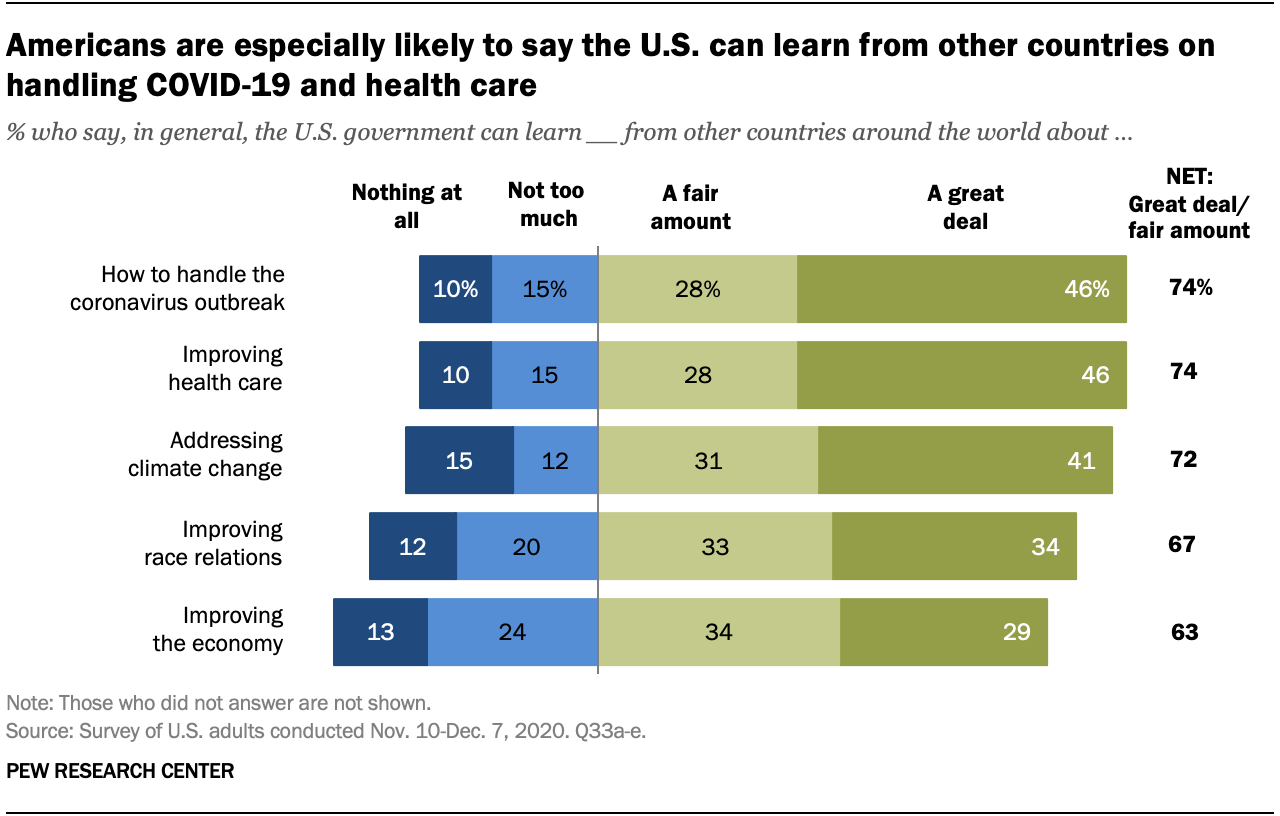 Americans are especially likely to say the U.S. can learn from other countries on
handling COVID-19 and health care
% who say, in general, the U.S. government can learn __ from other countries around the world about ...
Nothing at
all
Not too
much
A fair
amount
A great
deal
NET:
Great deal/
fair amount
How to handle the
coronavirus outbreak
10% 15% 28% 46% 74%
Improving
health care
10 15 28 46 74
Addressing
climate change
15 12 31 41 72
Improving
race relations
12 20 33 34 67
Improving
the economy
13 24 34 29 63
Note: Those who did not answer are not shown.
Source: Survey of U.S. adults conducted Nov. 10-Dec. 7, 2020. Q33a-e.
PEW RESEARCH CENTER